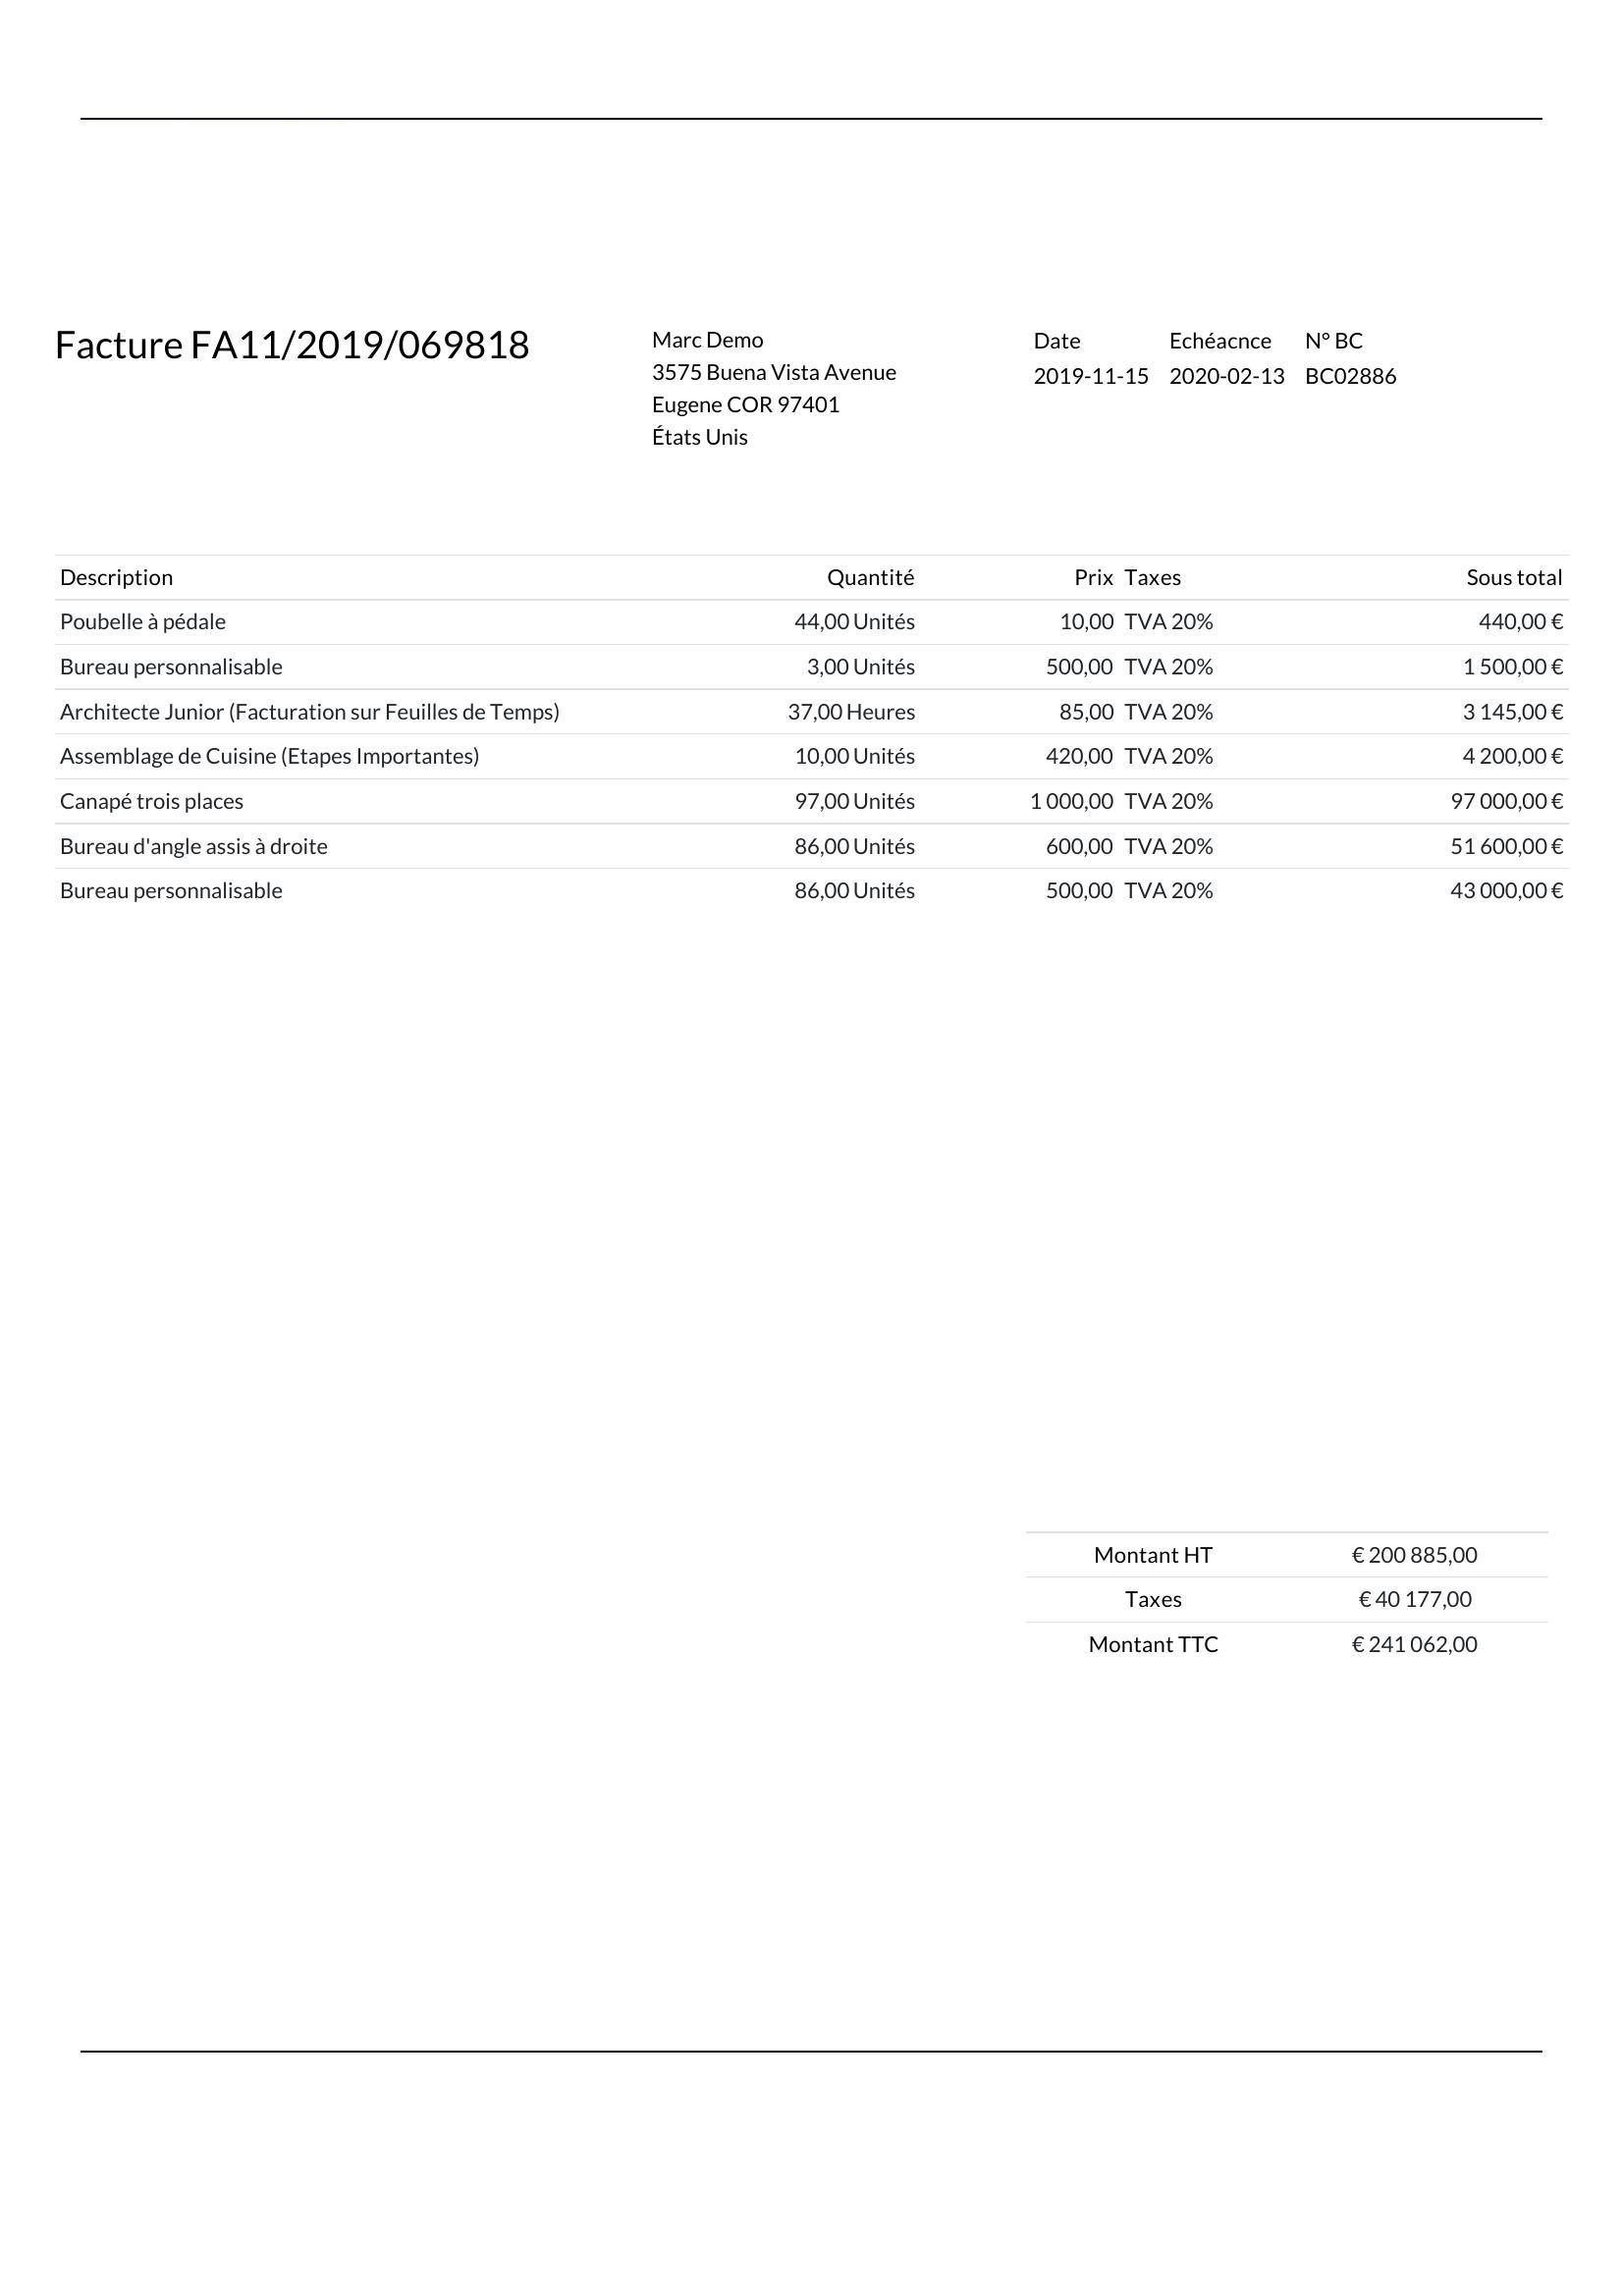 Facture FA11/2019/069818
Marc Demo
3575 Buena Vista Avenue
Eugene COR 97401
États Unis
Date Echéacnce N° BC
2019-11-15 2020-02-13 BC02886
Description Quantité Prix Taxes Sous total
Poubelle à pédale 44,00 Unités 10,00 TVA 20% 440,00 €
Bureau personnalisable 3,00 Unités 500,00 TVA 20% 1 500,00 €
Architecte Junior (Facturation sur Feuilles de Temps) 37,00 Heures 85,00 TVA 20% 3 145,00 €
Assemblage de Cuisine (Etapes Importantes) 10,00 Unités 420,00 TVA 20% 4 200,00 €
Canapé trois places 97,00 Unités 1 000,00 TVA 20% 97 000,00 €
Bureau d'angle assis à droite 86,00 Unités 600,00 TVA 20% 51 600,00 €
Bureau personnalisable 86,00 Unités 500,00 TVA 20% 43 000,00 €
Montant HT € 200 885,00
Taxes € 40 177,00
Montant TTC € 241 062,00